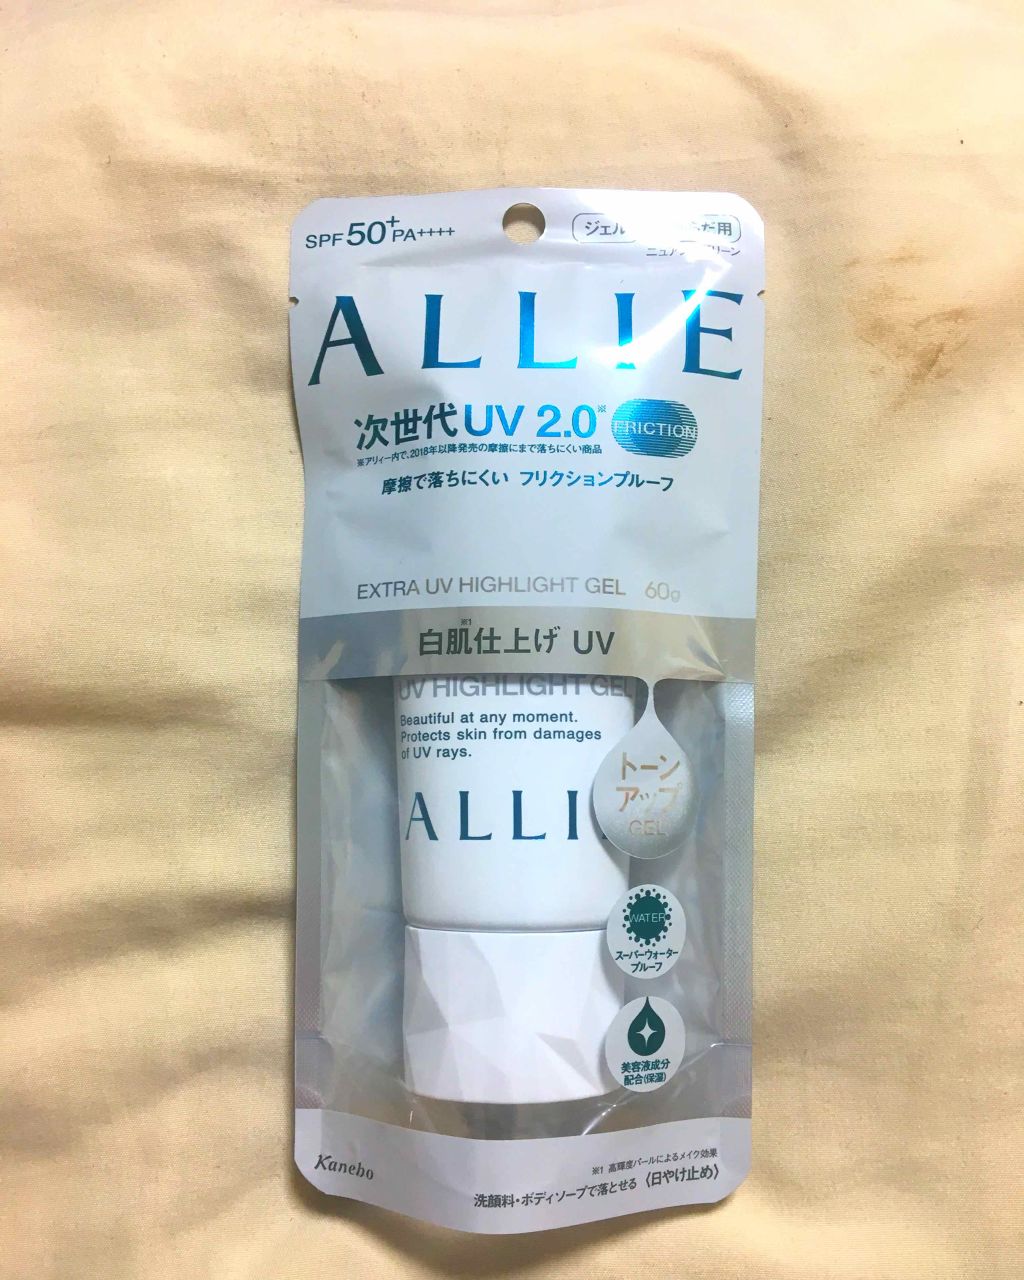 SPF50+ PA++++
ジェル だ用
ALLIE
次世代UV 2.0※
FRICTION
※アリィー内で、2018年以降発売の摩擦にまで落ちにくい商品
摩擦で落ちにくい フリクションプルーフ
EXTRA UV HIGHLIGHT GEL 60g
※1
白肌仕上げ UV
UV HIGHLIGHT GEL
Beautiful at any moment.
Protects skin from damages
of UV rays.
トーン
アップ
GEL
ALLI
WATER
スーパーウォーター
プルーフ
美容液成分
配合(保湿)
Kanebo
※1 高輝度パールによるメイク効果
洗顔料・ボディソープで落とせる 〈日やけ止め〉